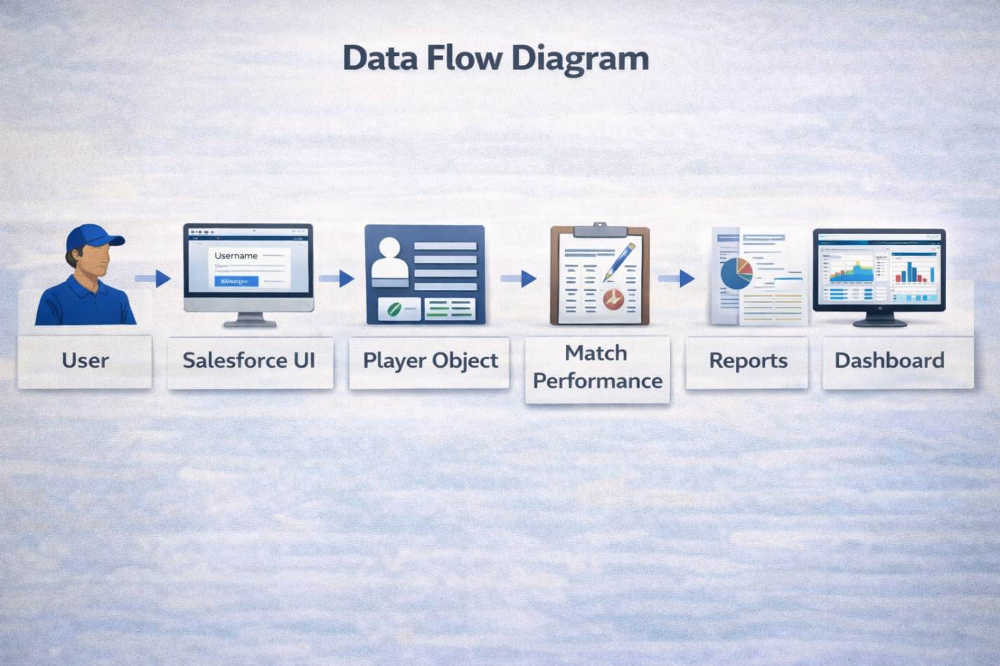 Data Flow Diagram
Username
User
Salesforce UI
Player Object
Match
Performance
Reports
Dashboard